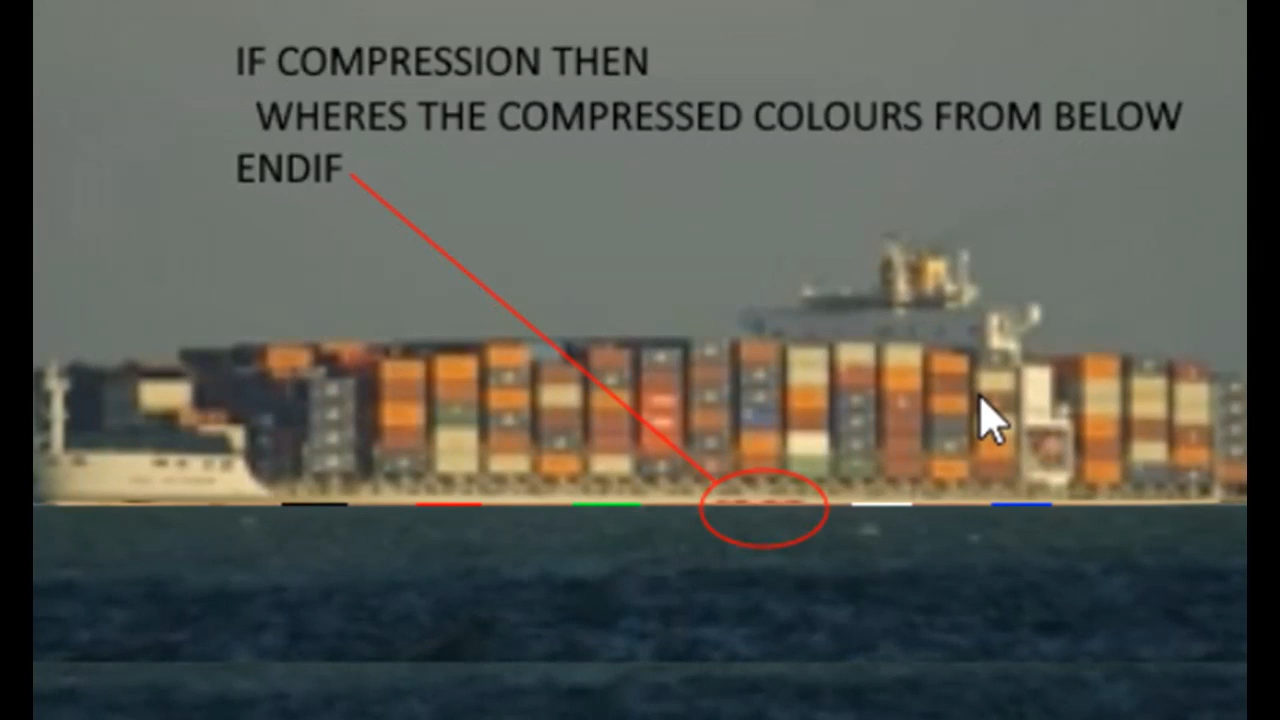 IF COMPRESSION THEN
WHERES THE COMPRESSED COLOURS FROM BELOW
ENDIF